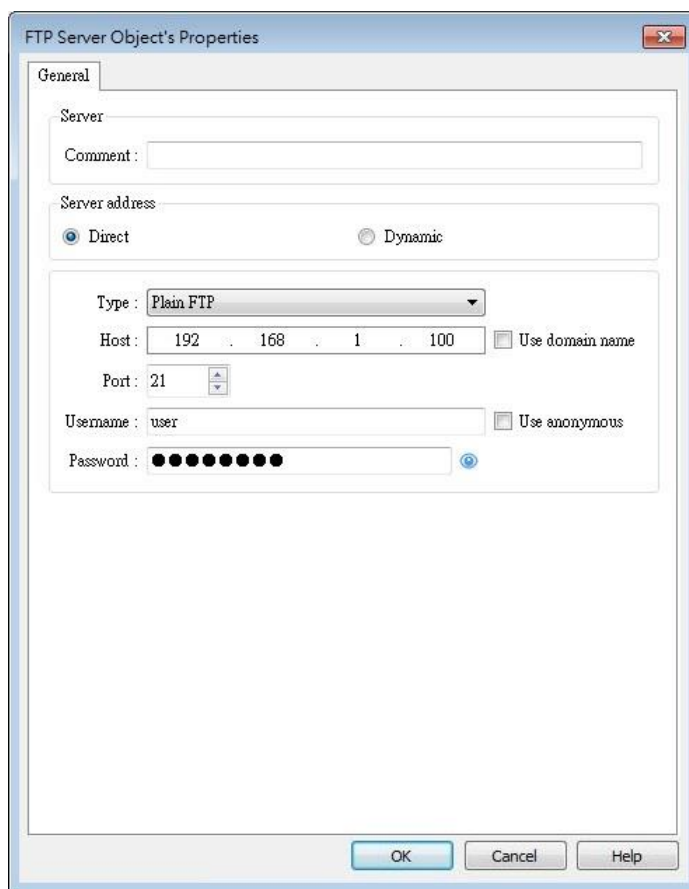 FTP Server Object's Properties
General
Server
Comment :
Server address
Direct Dynamic
Type : Plain FTP
Host : 192 . 168 . 1 . 100 Use domain name
Port : 21
Username : user Use anonymous
Password : ●●●●●●●●
OK Cancel Help